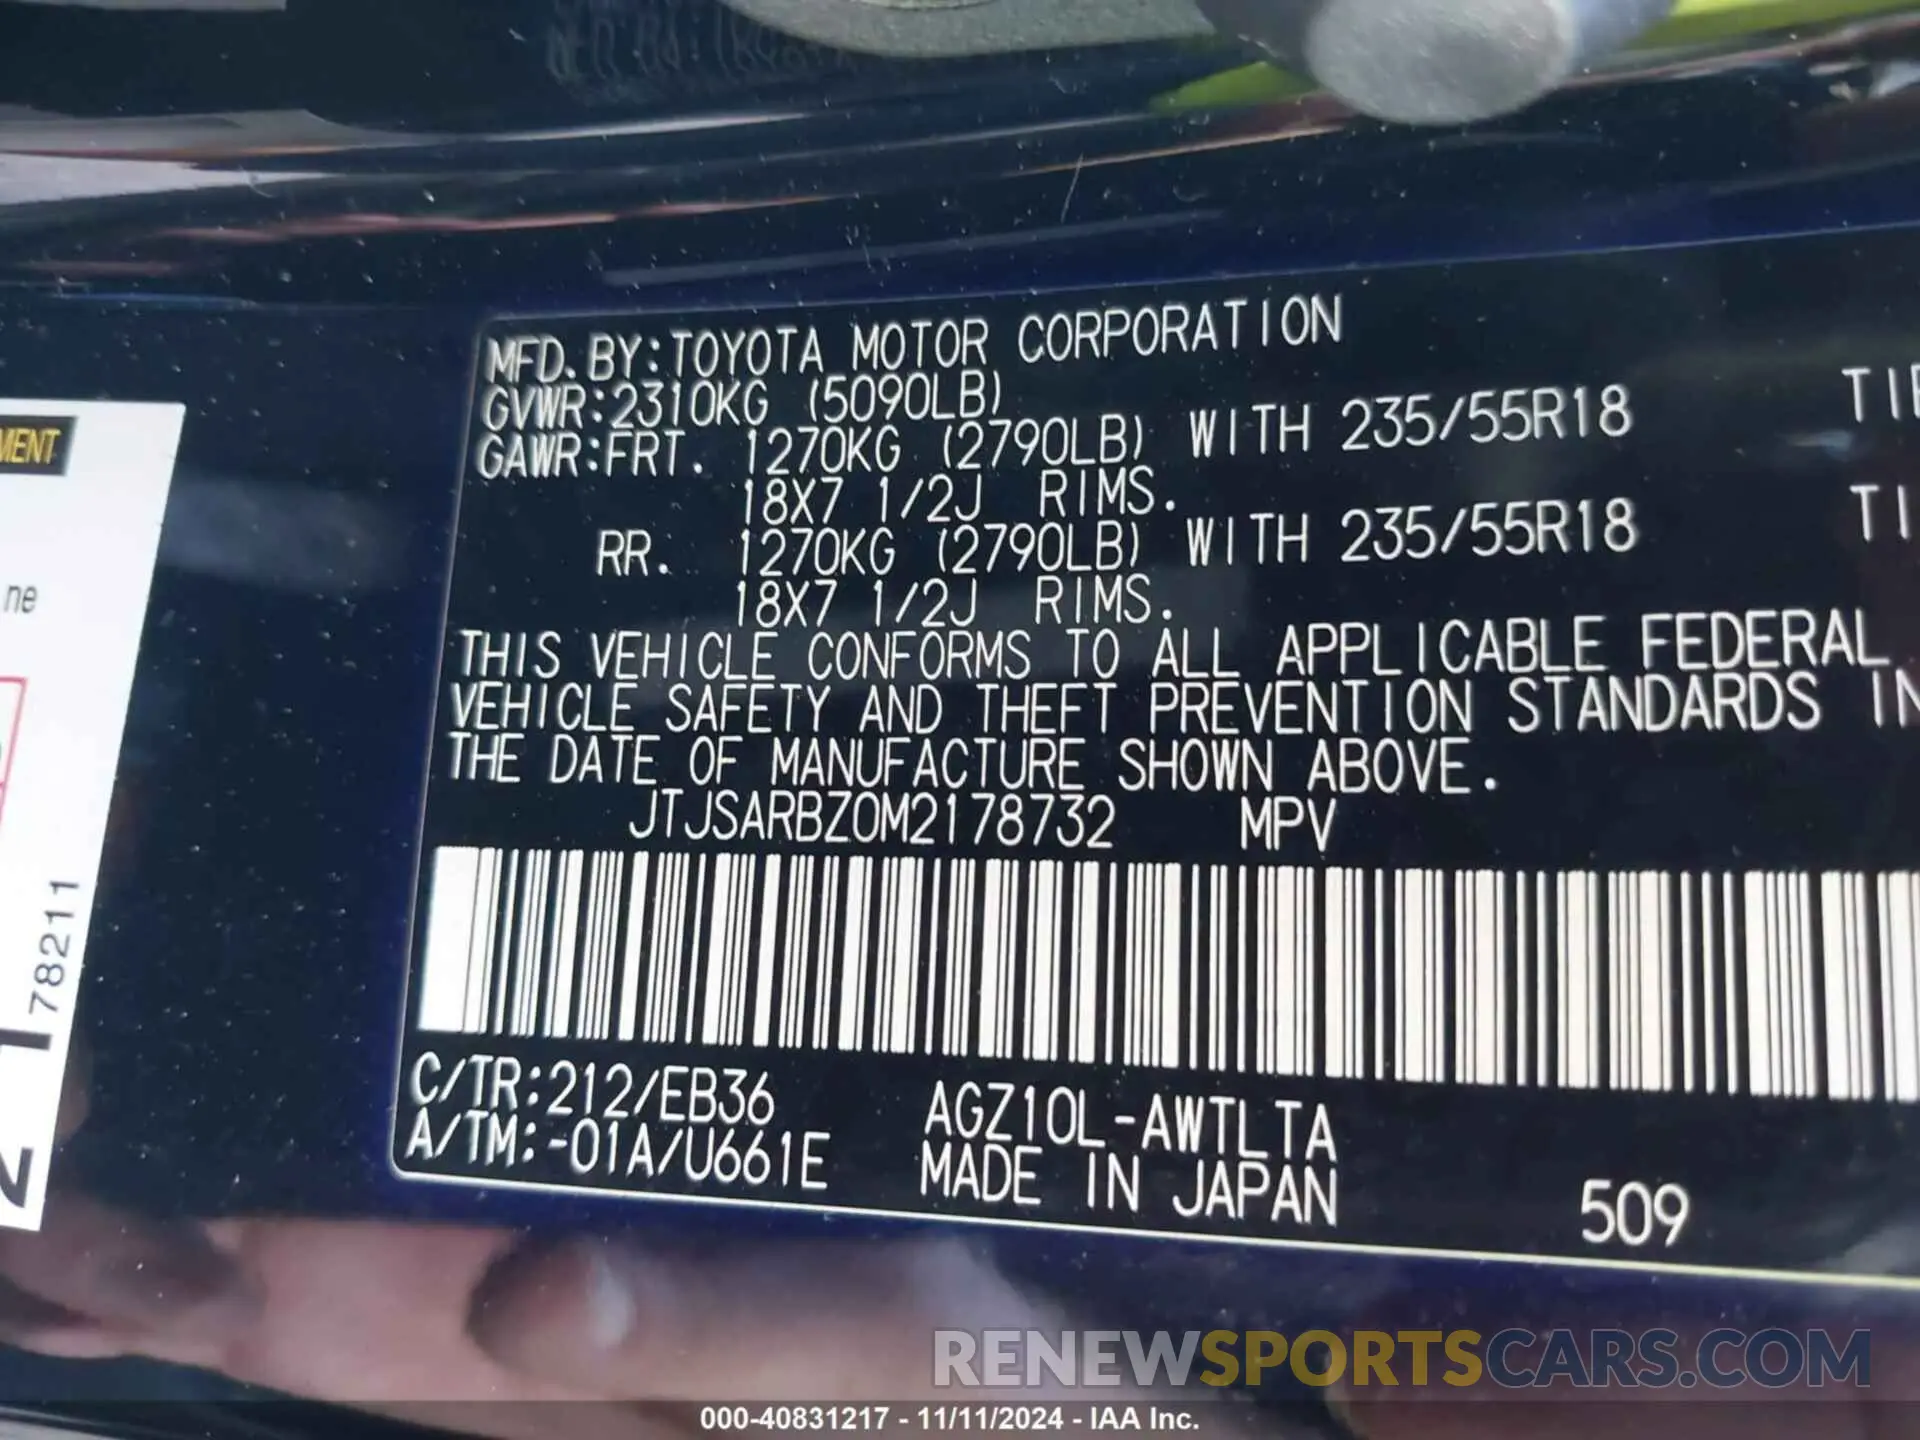 MFD. BY:TOYOTA MOTOR CORPORATION
GVWR:2310KG (5090LB)
GAWR:FRT. 1270KG (2790LB) WITH 235/55R18
18X7 1/2J RIMS.
RR. 1270KG (2790LB) WITH 235/55R18
18X7 1/2J RIMS.
THIS VEHICLE CONFORMS TO ALL APPLICABLE FEDERAL
VEHICLE SAFETY AND THEFT PREVENTION STANDARDS IN
THE DATE OF MANUFACTURE SHOWN ABOVE.
JTJSARBZ0M2178732 MPV
C/TR:212/EB36 AGZ10L-AWTLTA
A/TM:-01A/U661E MADE IN JAPAN
509
MENT
ne
78211
RENEWSPORTSCARS.COM
000-40831217 - 11/11/2024 - IAA Inc.